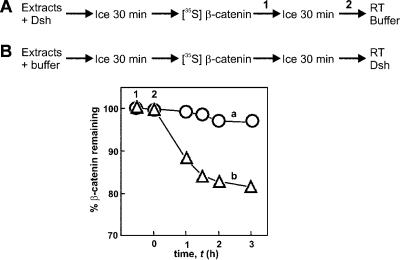 A Extracts + Dsh Ice 30 min [³⁵S] β-catenin 1 Ice 30 min 2 RT Buffer
B Extracts + buffer Ice 30 min [³⁵S] β-catenin Ice 30 min RT Dsh
1 2
a
b
100
90
80
70
% β-catenin remaining
0 1 2 3
time, t (h)